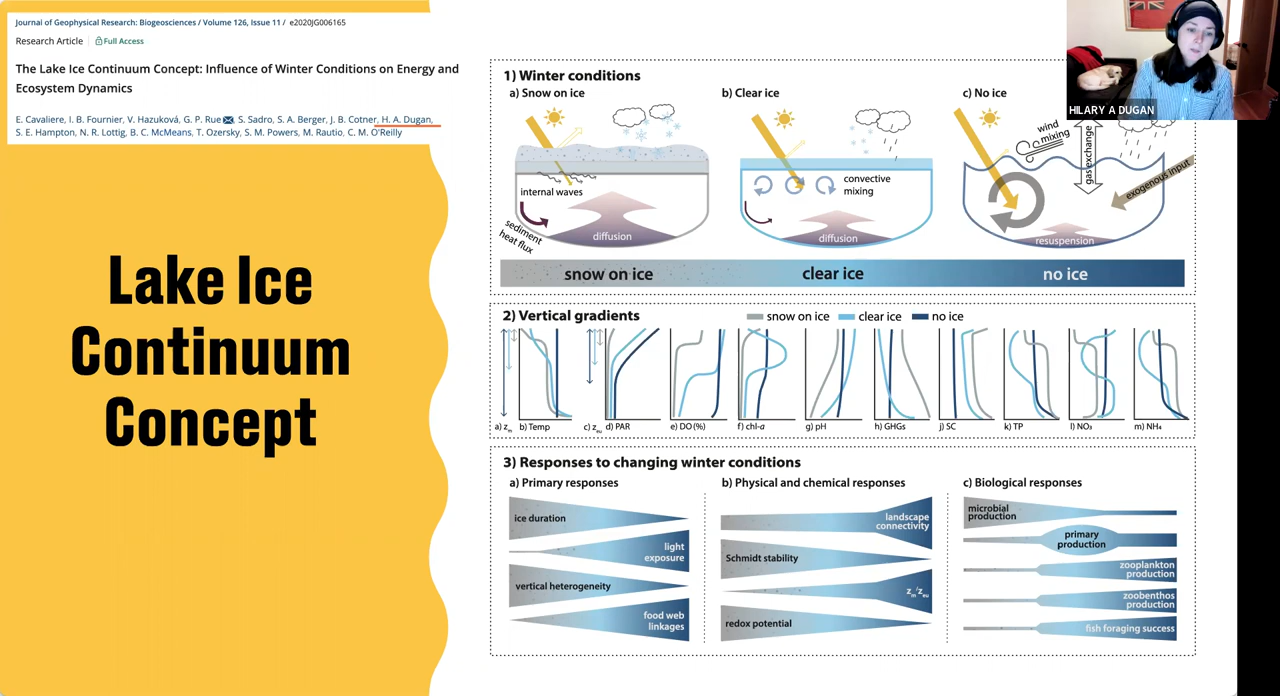 Journal of Geophysical Research: Biogeosciences / Volume 126, Issue 11 / e2020JG006165
Research Article
Full Access
The Lake Ice Continuum Concept: Influence of Winter Conditions on Energy and
Ecosystem Dynamics
E. Cavaliere, I. B. Fournier, V. Hazuková, G. P. Rue, S. Sadro, S. A. Berger, J. B. Cotner, H. A. Dugan,
S. E. Hampton, N. R. Lottig, B. C. McMeans, T. Ozersky, S. M. Powers, M. Rautio, C. M. O'Reilly
Lake Ice
Continuum
Concept
HILARY A DUGAN
1) Winter conditions
a) Snow on ice
b) Clear ice
c) No ice
internal waves
sediment
heat flux
diffusion
convective
mixing
diffusion
wind
mixing
gas exchange
exogenous input
resuspension
snow on ice
clear ice
no ice
2) Vertical gradients
snow on ice
clear ice
no ice
a) zm
b) Temp
c) zeu
d) PAR
e) DO (%)
f) chl-a
g) pH
h) GHGs
j) SC
k) TP
l) NO₃
m) NH₄
3) Responses to changing winter conditions
a) Primary responses
ice duration
light
exposure
vertical heterogeneity
food web
linkages
b) Physical and chemical responses
landscape
connectivity
Schmidt stability
zm/zeu
redox potential
c) Biological responses
microbial
production
primary
production
zooplankton
production
zoobenthos
production
fish foraging success